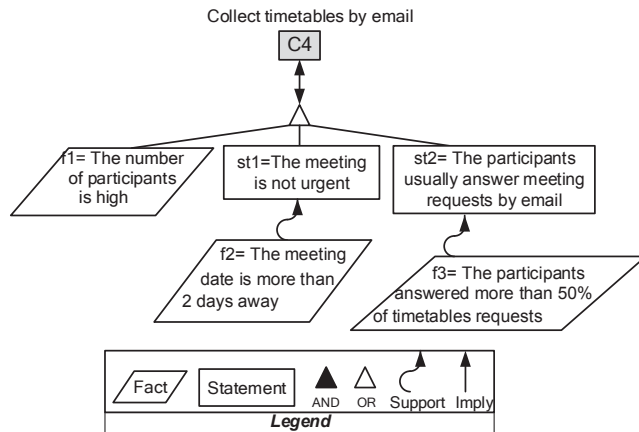 Collect timetables by email
C4
f1= The number
of participants
is high
st1=The meeting
is not urgent
st2= The participants
usually answer meeting
requests by email
f2= The meeting
date is more than
2 days away
f3= The participants
answered more than 50%
of timetables requests
Fact
Statement
AND
OR
Support
Imply
Legend